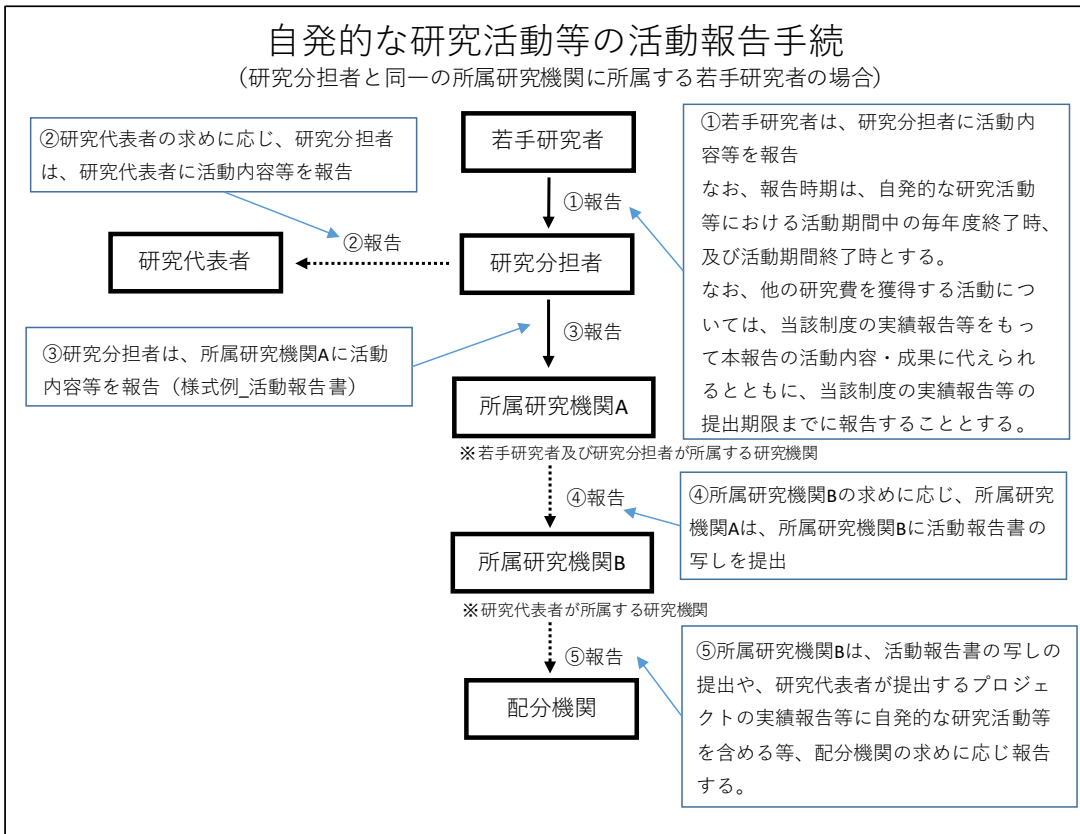 自発的な研究活動等の活動報告手続
(研究分担者と同一の所属研究機関に所属する若手研究者の場合)
②研究代表者の求めに応じ、研究分担者
は、研究代表者に活動内容等を報告
若手研究者
①若手研究者は、研究分担者に活動内
容等を報告
なお、報告時期は、自発的な研究活動
等における活動期間中の毎年度終了時、
及び活動期間終了時とする。
なお、他の研究費を獲得する活動につ
いては、当該制度の実績報告等をもっ
て本報告の活動内容・成果に代えられ
るとともに、当該制度の実績報告等の
提出期限までに報告することとする。
①報告
②報告
研究代表者
研究分担者
③報告
③研究分担者は、所属研究機関Aに活動
内容等を報告（様式例_活動報告書）
所属研究機関A
※若手研究者及び研究分担者が所属する研究機関
④報告
④所属研究機関Bの求めに応じ、所属研究
機関Aは、所属研究機関Bに活動報告書の
写しを提出
所属研究機関B
※研究代表者が所属する研究機関
⑤報告
⑤所属研究機関Bは、活動報告書の写しの
提出や、研究代表者が提出するプロジェ
クトの実績報告等に自発的な研究活動等
を含める等、配分機関の求めに応じ報告
する。
配分機関